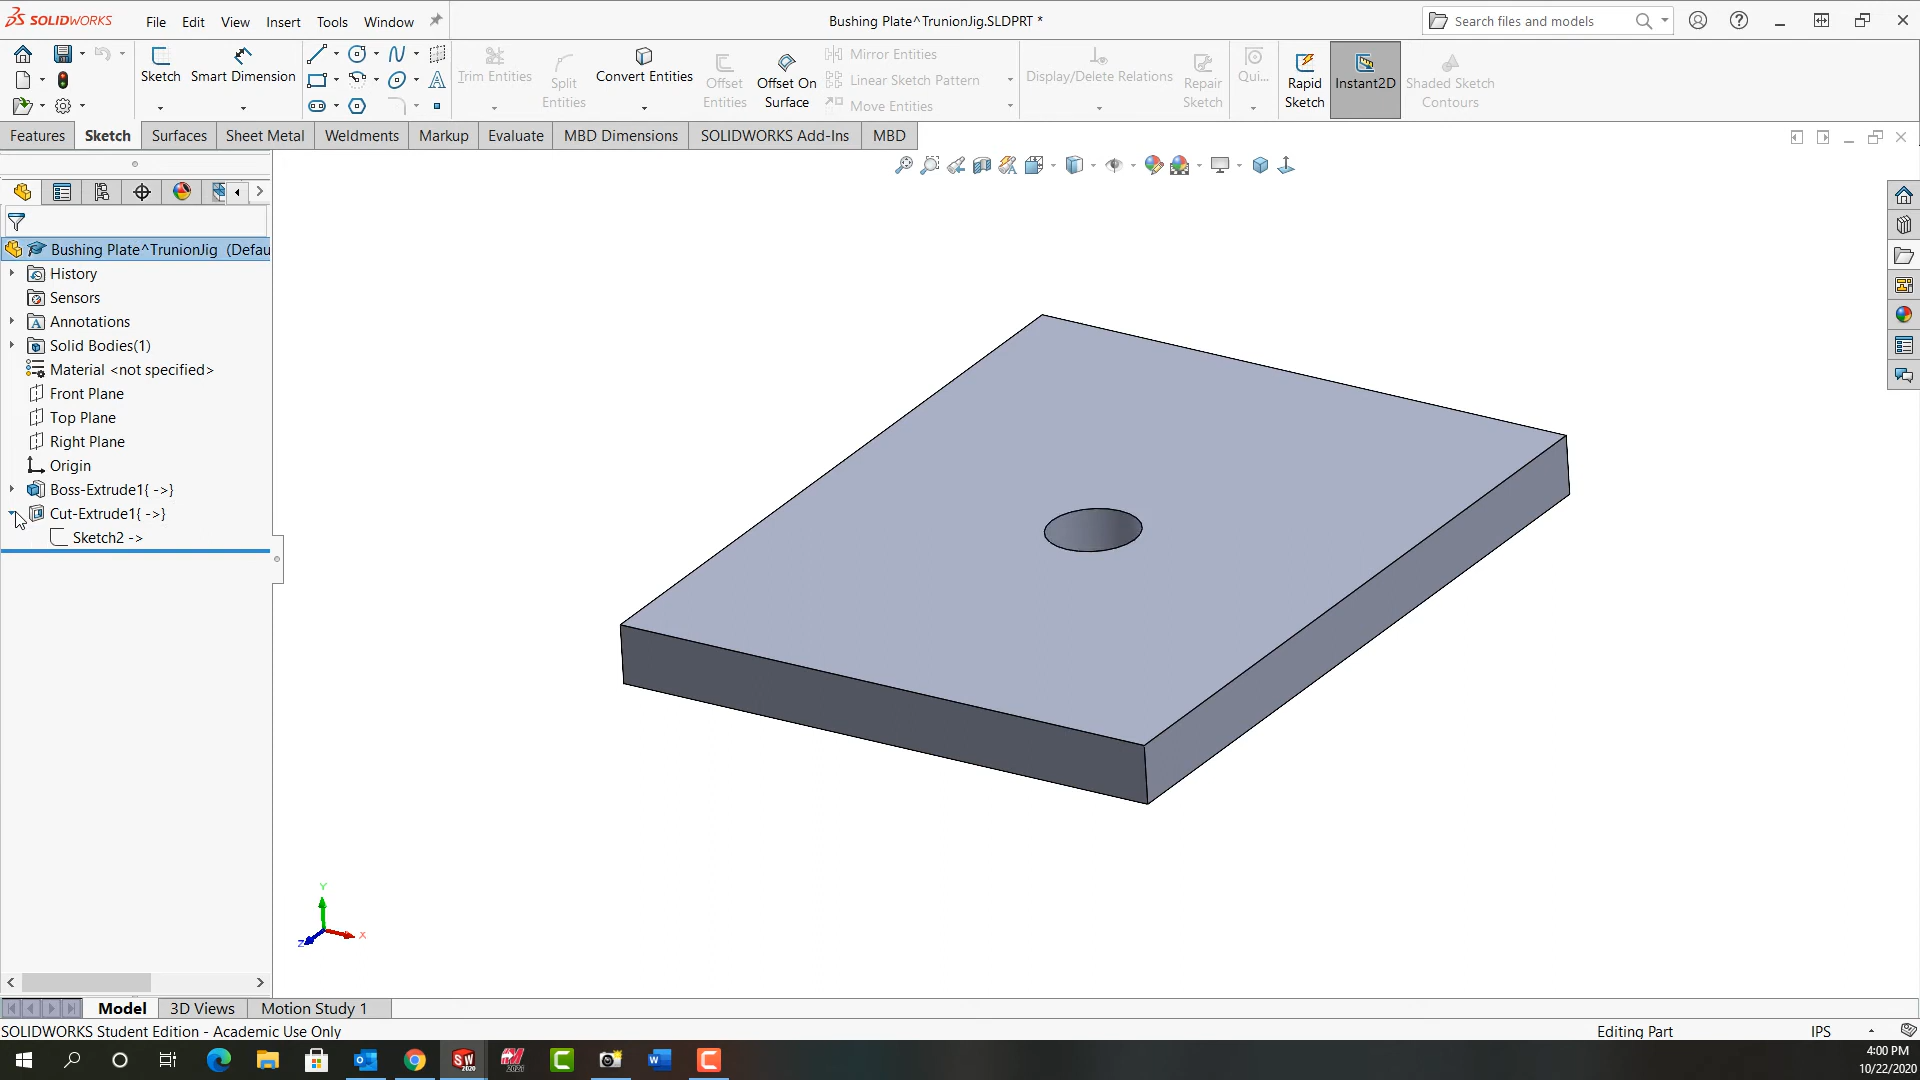 SOLIDWORKS File Edit View Insert Tools Window Bushing Plate^TrunionJig.SLDPRT * Search files and models
Sketch Smart Dimension Trim Entities Split Entities Convert Entities Offset Entities Offset On Surface Mirror Entities Linear Sketch Pattern Move Entities Display/Delete Relations Repair Sketch Qui... Rapid Sketch Instant2D Shaded Sketch Contours
Features Sketch Surfaces Sheet Metal Weldments Markup Evaluate MBD Dimensions SOLIDWORKS Add-Ins MBD
Bushing Plate^TrunionJig (Defau
History
Sensors
Annotations
Solid Bodies(1)
Material <not specified>
Front Plane
Top Plane
Right Plane
Origin
Boss-Extrude1{ ->}
Cut-Extrude1{ ->}
Sketch2 ->
Y
X
Z
Model 3D Views Motion Study 1
SOLIDWORKS Student Edition - Academic Use Only Editing Part IPS
4:00 PM
10/22/2020